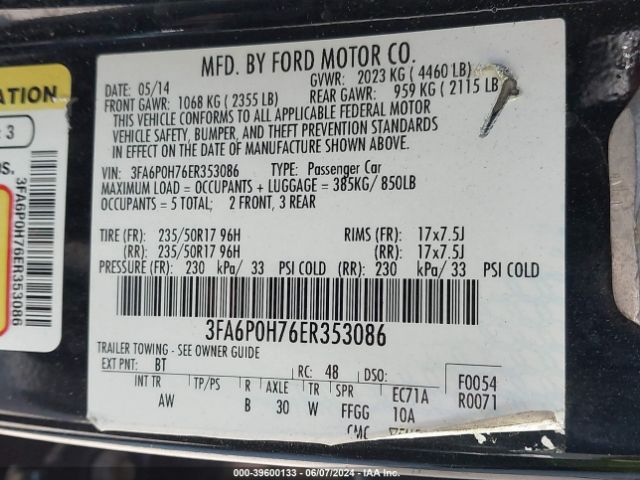 MFD. BY FORD MOTOR CO.
DATE: 05/14 GVWR: 2023 KG ( 4460 LB)
FRONT GAWR: 1068 KG ( 2355 LB) REAR GAWR: 959 KG ( 2115 LB
THIS VEHICLE CONFORMS TO ALL APPLICABLE FEDERAL MOTOR
VEHICLE SAFETY, BUMPER, AND THEFT PREVENTION STANDARDS
IN EFFECT ON THE DATE OF MANUFACTURE SHOWN ABOVE.
VIN: 3FA6P0H76ER353086 TYPE: Passenger Car
MAXIMUM LOAD = OCCUPANTS + LUGGAGE = 385KG/ 850LB
OCCUPANTS = 5 TOTAL; 2 FRONT, 3 REAR
TIRE (FR): 235/50R17 96H RIMS (FR): 17x7.5J
(RR): 235/50R17 96H (RR): 17x7.5J
PRESSURE (FR): 230 kPa/ 33 PSI COLD (RR): 230 kPa/ 33 PSI COLD
3FA6P0H76ER353086
TRAILER TOWING - SEE OWNER GUIDE
EXT PNT: BT RC: 48 DSO: F0054
INT TR TP/PS R AXLE TR SPR EC71A R0071
AW B 30 W FFGG 10A
ATION
3
3FA6P0H76ER353086
000-39600133 - 06/07/2024 - IAA Inc.